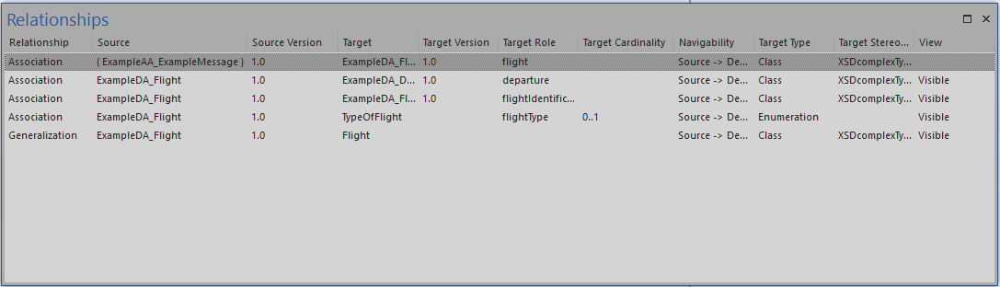 Relationships
Relationship Source Source Version Target Target Version Target Role Target Cardinality Navigability Target Type Target Stereo... View
Association ( ExampleAA_ExampleMessage ) 1.0 ExampleDA_Fl... 1.0 flight Source -> De... Class XSDcomplexTy...
Association ExampleDA_Flight 1.0 ExampleDA_D... 1.0 departure Source -> De... Class XSDcomplexTy... Visible
Association ExampleDA_Flight 1.0 ExampleDA_Fl... 1.0 flightIdentific... Source -> De... Class XSDcomplexTy... Visible
Association ExampleDA_Flight 1.0 TypeOfFlight flightType 0..1 Source -> De... Enumeration Visible
Generalization ExampleDA_Flight 1.0 Flight Source -> De... Class XSDcomplexTy... Visible